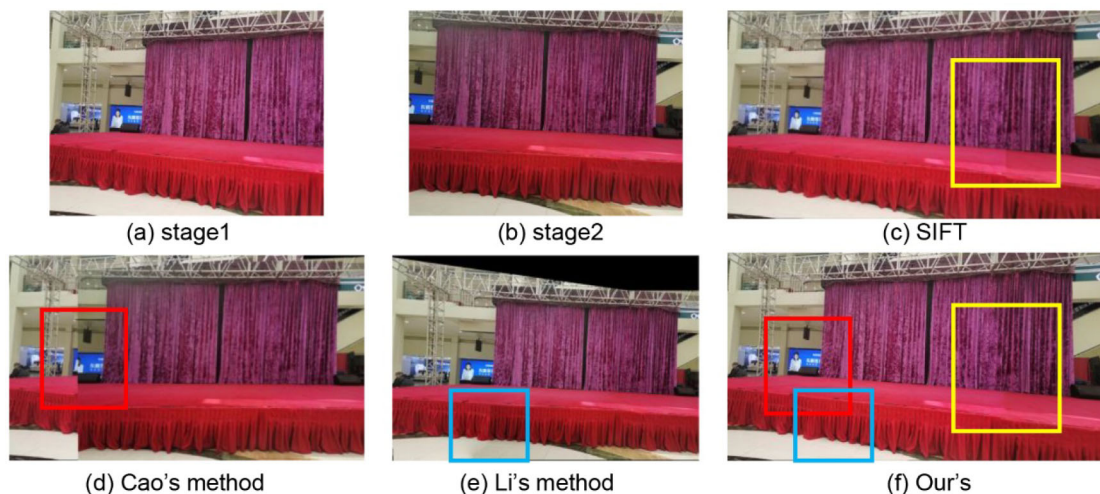 (a) stage1
(b) stage2
(c) SIFT
(d) Cao's method
(e) Li's method
(f) Our's